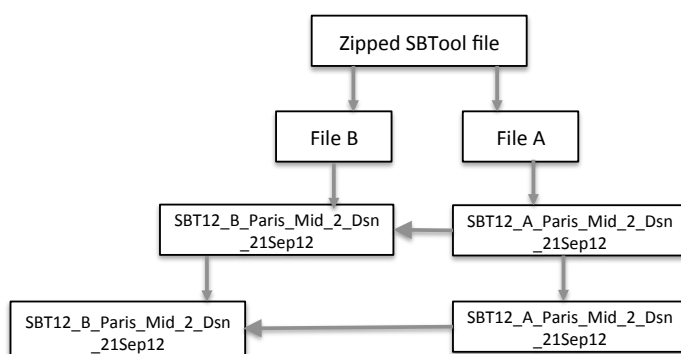 Zipped SBTool file
File B
File A
SBT12_B_Paris_Mid_2_Dsn
_21Sep12
SBT12_A_Paris_Mid_2_Dsn
_21Sep12
SBT12_B_Paris_Mid_2_Dsn
_21Sep12
SBT12_A_Paris_Mid_2_Dsn
_21Sep12